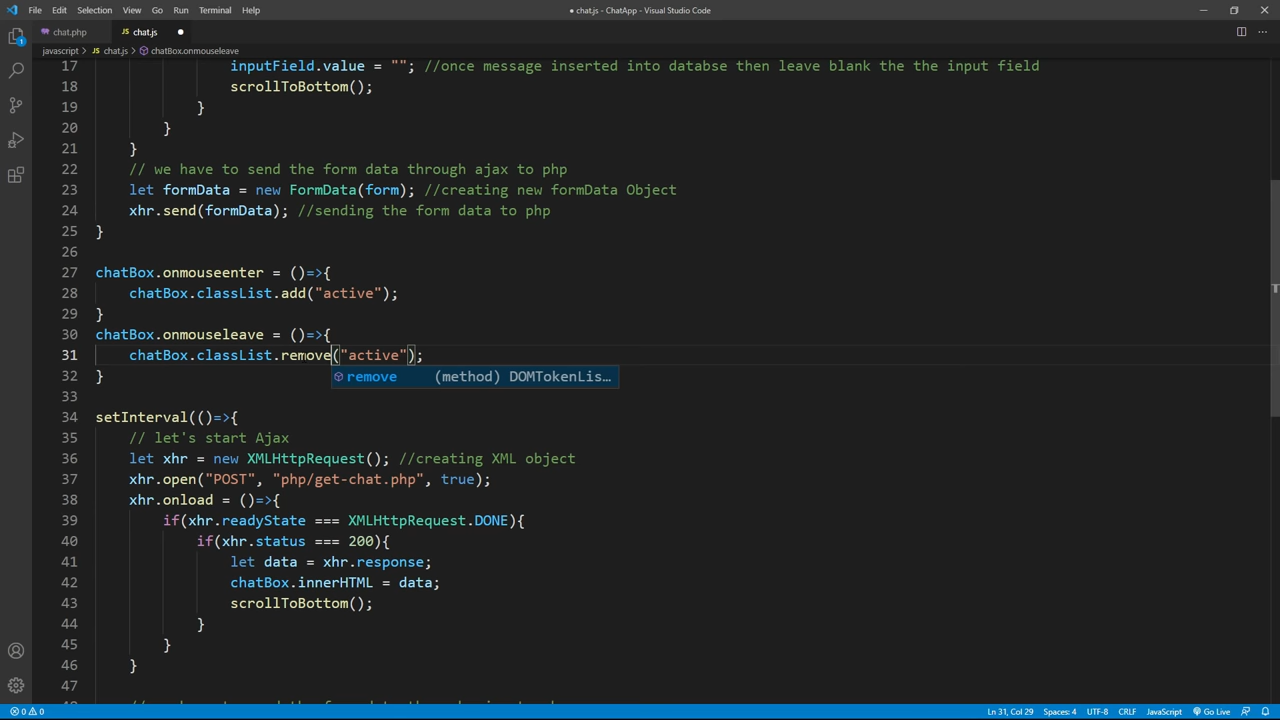 File Edit Selection View Go Run Terminal Help
● chat.js - ChatApp - Visual Studio Code
chat.php
JS chat.js ●
javascript > JS chat.js > chatBox.onmouseleave
1
17 inputField.value = ""; //once message inserted into databse then leave blank the the input field
18 scrollToBottom();
19 }
20 }
21 }
22 // we have to send the form data through ajax to php
23 let formData = new FormData(form); //creating new formData Object
24 xhr.send(formData); //sending the form data to php
25 }
26
27 chatBox.onmouseenter = ()=>{
28 chatBox.classList.add("active");
29 }
30 chatBox.onmouseleave = ()=>{
31 chatBox.classList.remove("active");
remove (method) DOMTokenLis…
32 }
33
34 setInterval(()=>{
35 // let's start Ajax
36 let xhr = new XMLHttpRequest(); //creating XML object
37 xhr.open("POST", "php/get-chat.php", true);
38 xhr.onload = ()=>{
39 if(xhr.readyState === XMLHttpRequest.DONE){
40 if(xhr.status === 200){
41 let data = xhr.response;
42 chatBox.innerHTML = data;
43 scrollToBottom();
44 }
45 }
46 }
47
0 0
Ln 31, Col 29 Spaces: 4 UTF-8 CRLF JavaScript Go Live